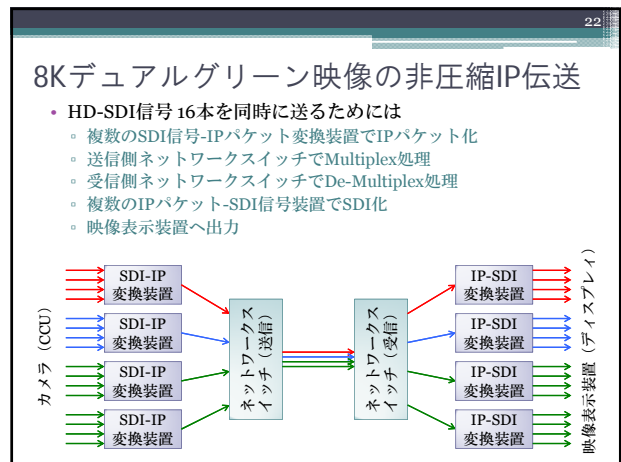 22
8Kデュアルグリーン映像の非圧縮IP伝送
• HD-SDI信号 16本を同時に送るためには
▫ 複数のSDI信号-IPパケット変換装置でIPパケット化
▫ 送信側ネットワークスイッチでMultiplex処理
▫ 受信側ネットワークスイッチでDe-Multiplex処理
▫ 複数のIPパケット-SDI信号装置でSDI化
▫ 映像表示装置へ出力
カメラ（CCU）
SDI-IP
変換装置
SDI-IP
変換装置
SDI-IP
変換装置
SDI-IP
変換装置
ネットワークス
イッチ（送信）
ネットワークス
イッチ（受信）
IP-SDI
変換装置
IP-SDI
変換装置
IP-SDI
変換装置
IP-SDI
変換装置
映像表示装置（ディスプレィ）